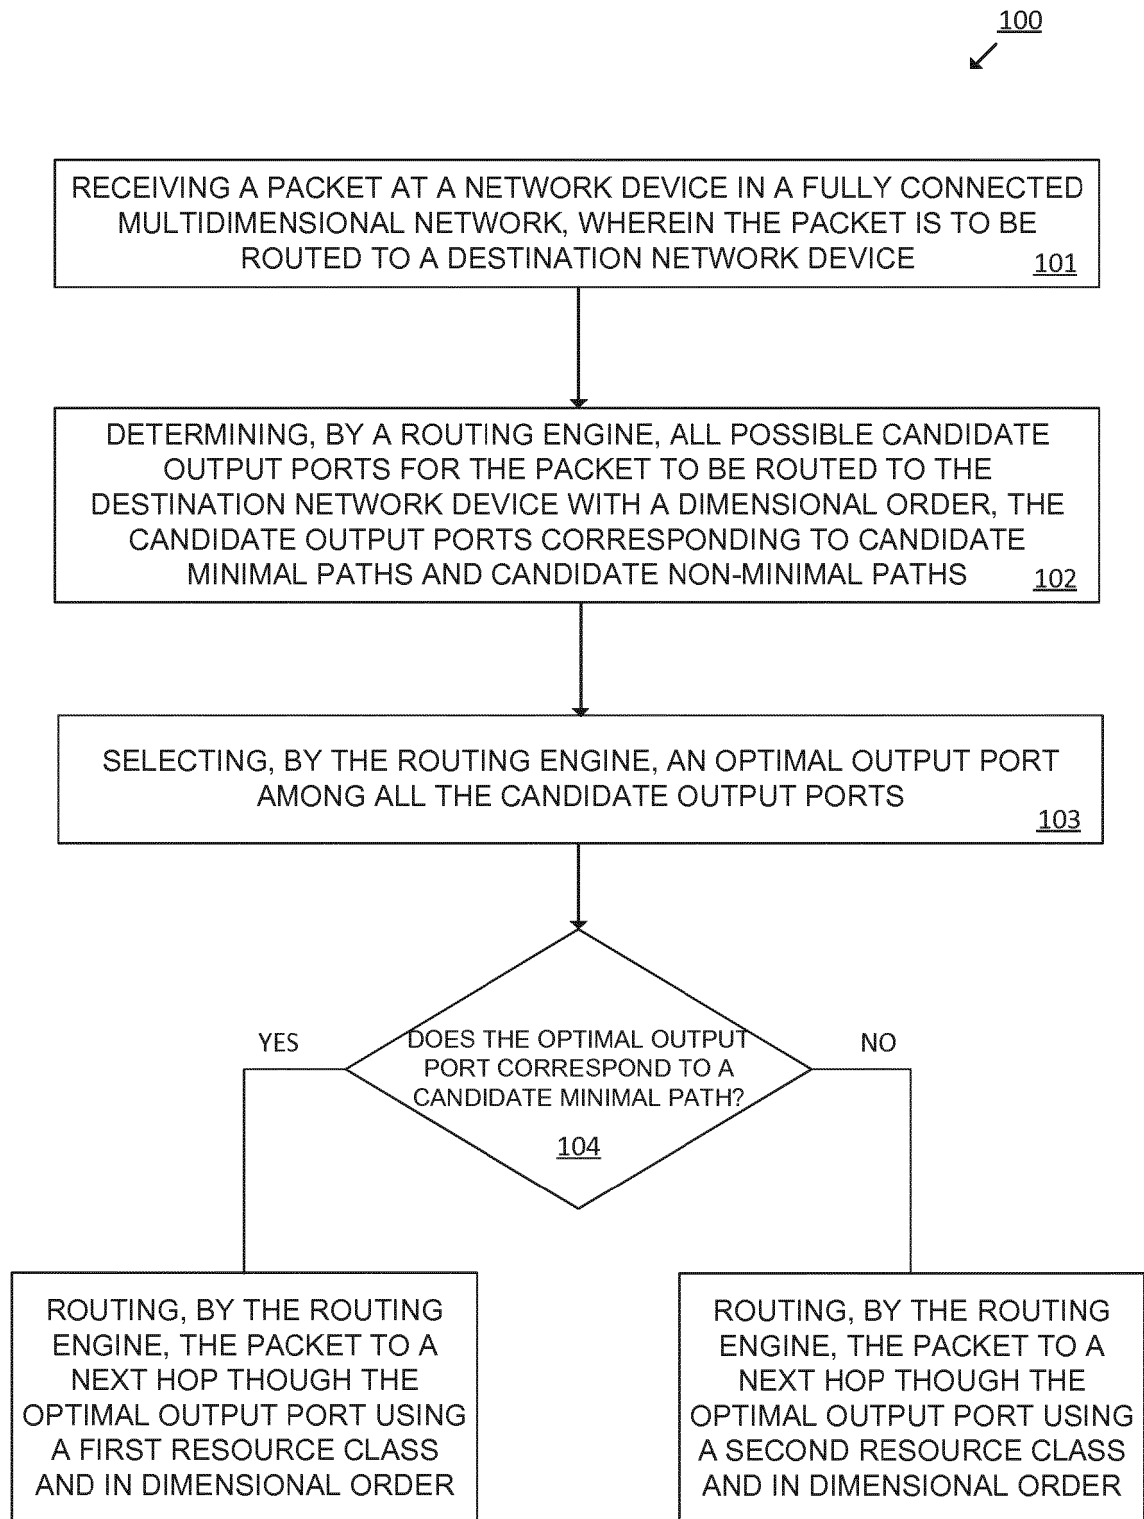 100
RECEIVING A PACKET AT A NETWORK DEVICE IN A FULLY CONNECTED
MULTIDIMENSIONAL NETWORK, WHEREIN THE PACKET IS TO BE
ROUTED TO A DESTINATION NETWORK DEVICE
101
DETERMINING, BY A ROUTING ENGINE, ALL POSSIBLE CANDIDATE
OUTPUT PORTS FOR THE PACKET TO BE ROUTED TO THE
DESTINATION NETWORK DEVICE WITH A DIMENSIONAL ORDER, THE
CANDIDATE OUTPUT PORTS CORRESPONDING TO CANDIDATE
MINIMAL PATHS AND CANDIDATE NON-MINIMAL PATHS
102
SELECTING, BY THE ROUTING ENGINE, AN OPTIMAL OUTPUT PORT
AMONG ALL THE CANDIDATE OUTPUT PORTS
103
YES
DOES THE OPTIMAL OUTPUT
PORT CORRESPOND TO A
CANDIDATE MINIMAL PATH?
104
NO
ROUTING, BY THE ROUTING
ENGINE, THE PACKET TO A
NEXT HOP THOUGH THE
OPTIMAL OUTPUT PORT USING
A FIRST RESOURCE CLASS
AND IN DIMENSIONAL ORDER
ROUTING, BY THE ROUTING
ENGINE, THE PACKET TO A
NEXT HOP THOUGH THE
OPTIMAL OUTPUT PORT USING
A SECOND RESOURCE CLASS
AND IN DIMENSIONAL ORDER